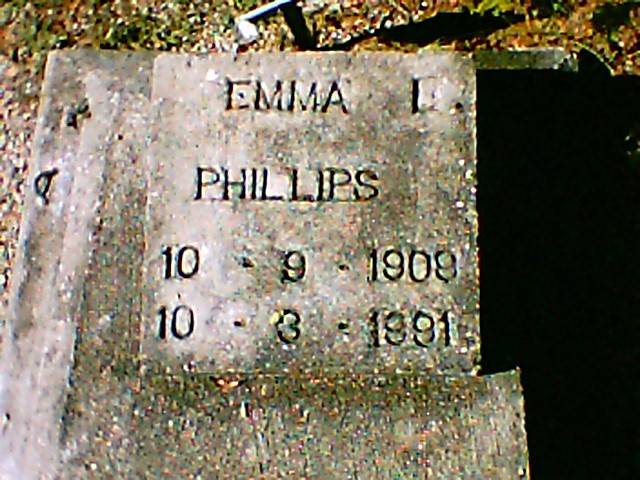 EMMA E.
PHILLIPS
10 - 9 - 1909
10 - 3 - 1991